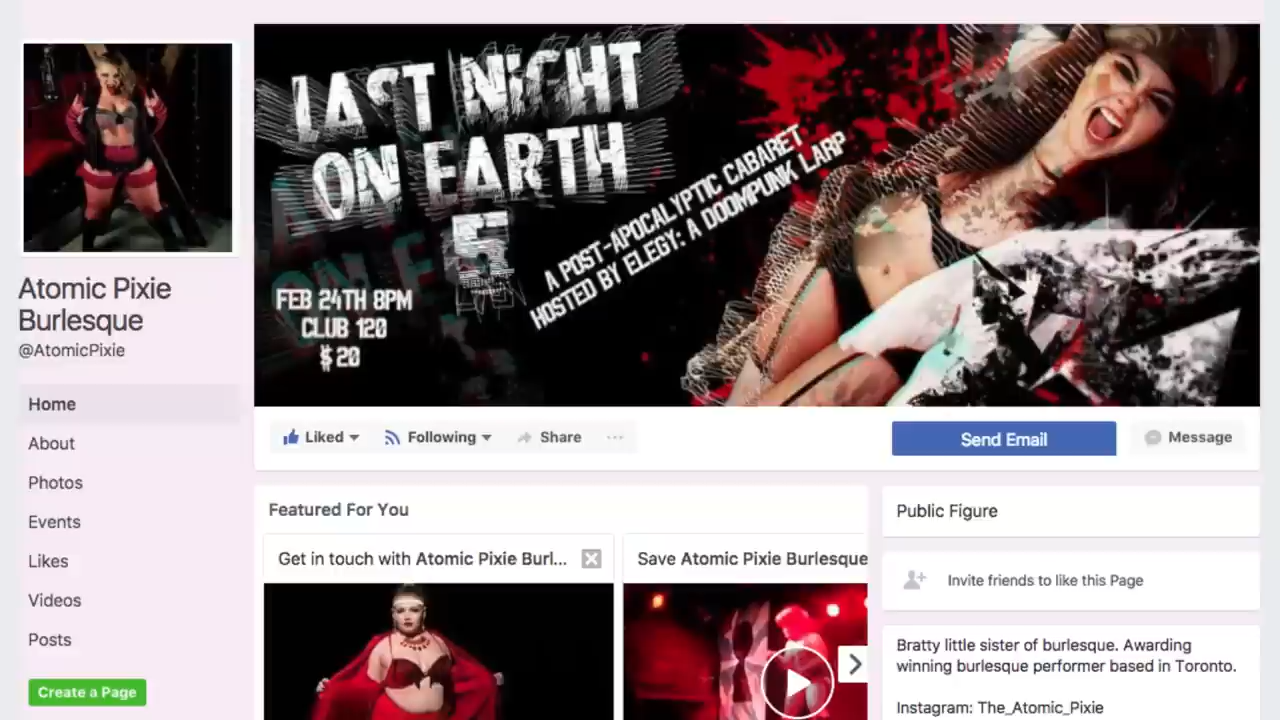 LAST NIGHT
ON EARTH
5
A POST-APOCALYPTIC CABARET
HOSTED BY ELEGY: A DOOMPUNK LARP
FEB 24TH 8PM
CLUB 120
$20
Atomic Pixie
Burlesque
@AtomicPixie
Home
About
Photos
Events
Likes
Videos
Posts
Create a Page
Liked
Following
Share
Send Email
Message
Featured For You
Get in touch with Atomic Pixie Burl...
Save Atomic Pixie Burlesque
Public Figure
Invite friends to like this Page
Bratty little sister of burlesque. Awarding
winning burlesque performer based in Toronto.
Instagram: The_Atomic_Pixie